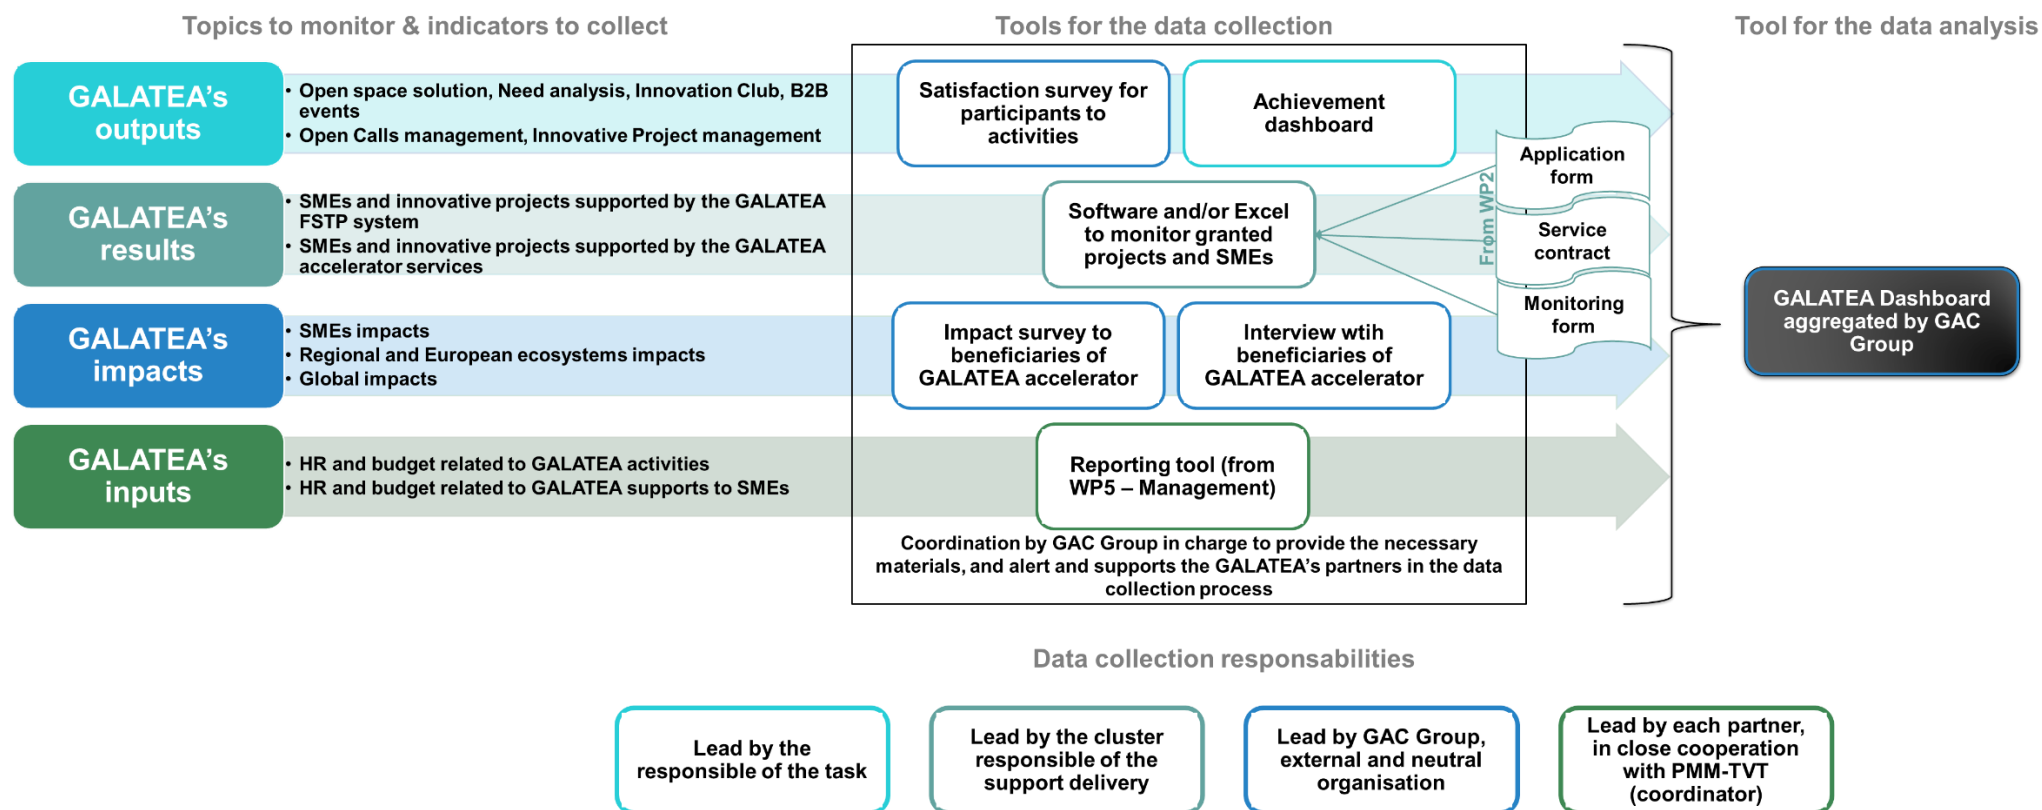 Topics to monitor & indicators to collect
Tools for the data collection
Tool for the data analysis
GALATEA's
outputs
• Open space solution, Need analysis, Innovation Club, B2B
events
• Open Calls management, Innovative Project management
Satisfaction survey for
participants to
activities
Achievement
dashboard
GALATEA's
results
• SMEs and innovative projects supported by the GALATEA
FSTP system
• SMEs and innovative projects supported by the GALATEA
accelerator services
Software and/or Excel
to monitor granted
projects and SMEs
From WP2
Application
form
Service
contract
Monitoring
form
GALATEA's
impacts
• SMEs impacts
• Regional and European ecosystems impacts
• Global impacts
Impact survey to
beneficiaries of
GALATEA accelerator
Interview wtih
beneficiaries of
GALATEA accelerator
GALATEA Dashboard
aggregated by GAC
Group
GALATEA's
inputs
• HR and budget related to GALATEA activities
• HR and budget related to GALATEA supports to SMEs
Reporting tool (from
WP5 – Management)
Coordination by GAC Group in charge to provide the necessary
materials, and alert and supports the GALATEA's partners in the data
collection process
Data collection responsabilities
Lead by the
responsible of the task
Lead by the cluster
responsible of the
support delivery
Lead by GAC Group,
external and neutral
organisation
Lead by each partner,
in close cooperation
with PMM-TVT
(coordinator)